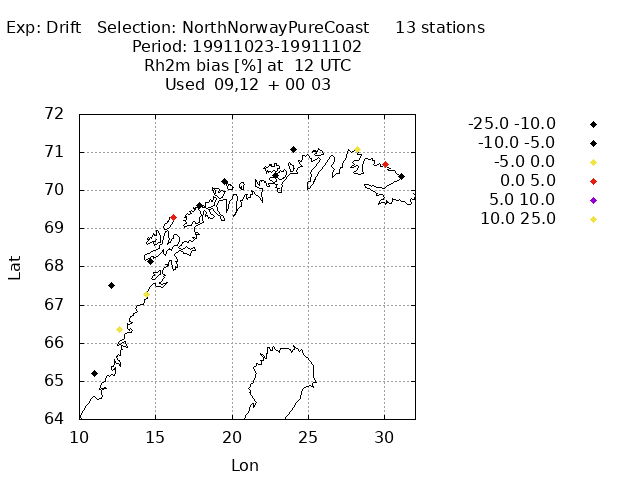 Exp: Drift Selection: NorthNorwayPureCoast 13 stations
Period: 19911023-19911102
Rh2m bias [%] at 12 UTC
Used 09,12 + 00 03
72
71
70
69
68
67
66
65
64
10 15 20 25 30
Lat
Lon
-25.0 -10.0
-10.0 -5.0
-5.0 0.0
0.0 5.0
5.0 10.0
10.0 25.0